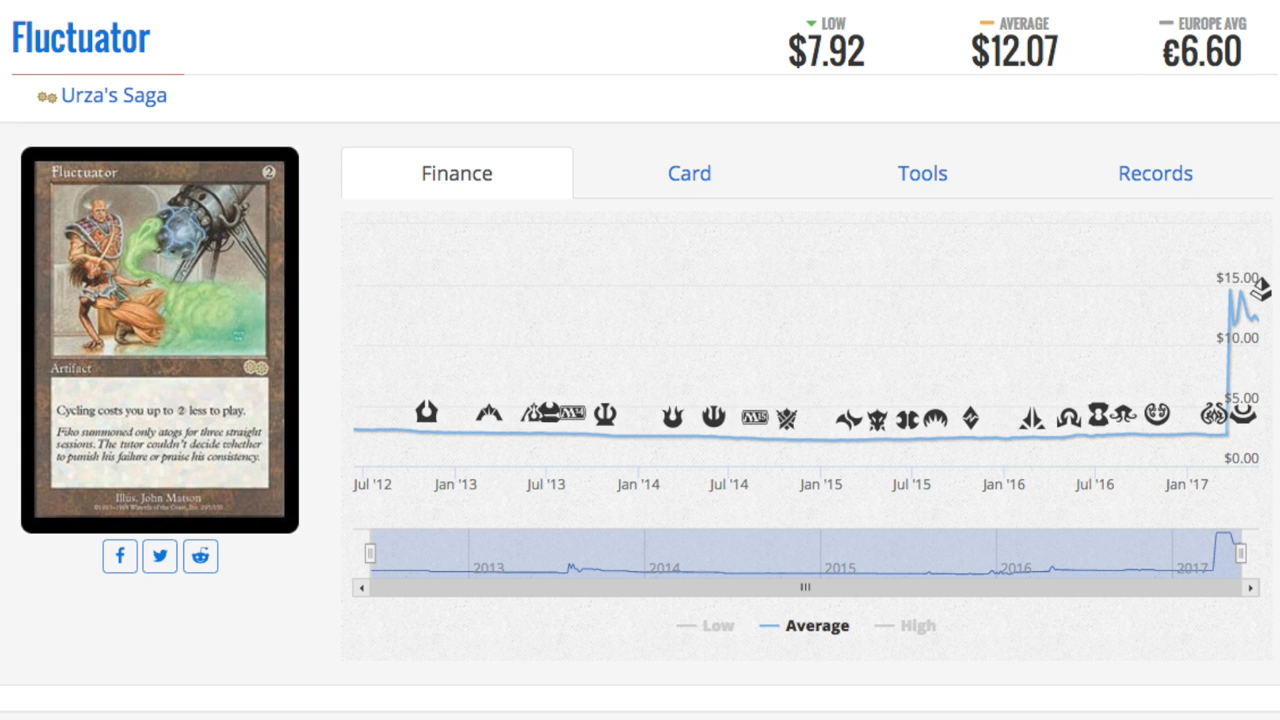 Fluctuator
LOW
$7.92
AVERAGE
$12.07
EUROPE AVG
€6.60
Urza's Saga
Fluctuator
2
Artifact
Cycling costs you up to 2 less to play.
Fiko summoned only atogs for three straight
sessions. The tutor couldn't decide whether
to punish his failure or praise his consistency.
Illus. John Matson
Finance
Card
Tools
Records
$15.00
$10.00
$5.00
$0.00
M14
M15
Jul '12
Jan '13
Jul '13
Jan '14
Jul '14
Jan '15
Jul '15
Jan '16
Jul '16
Jan '17
2013
2014
2015
2016
2017
Low
Average
High